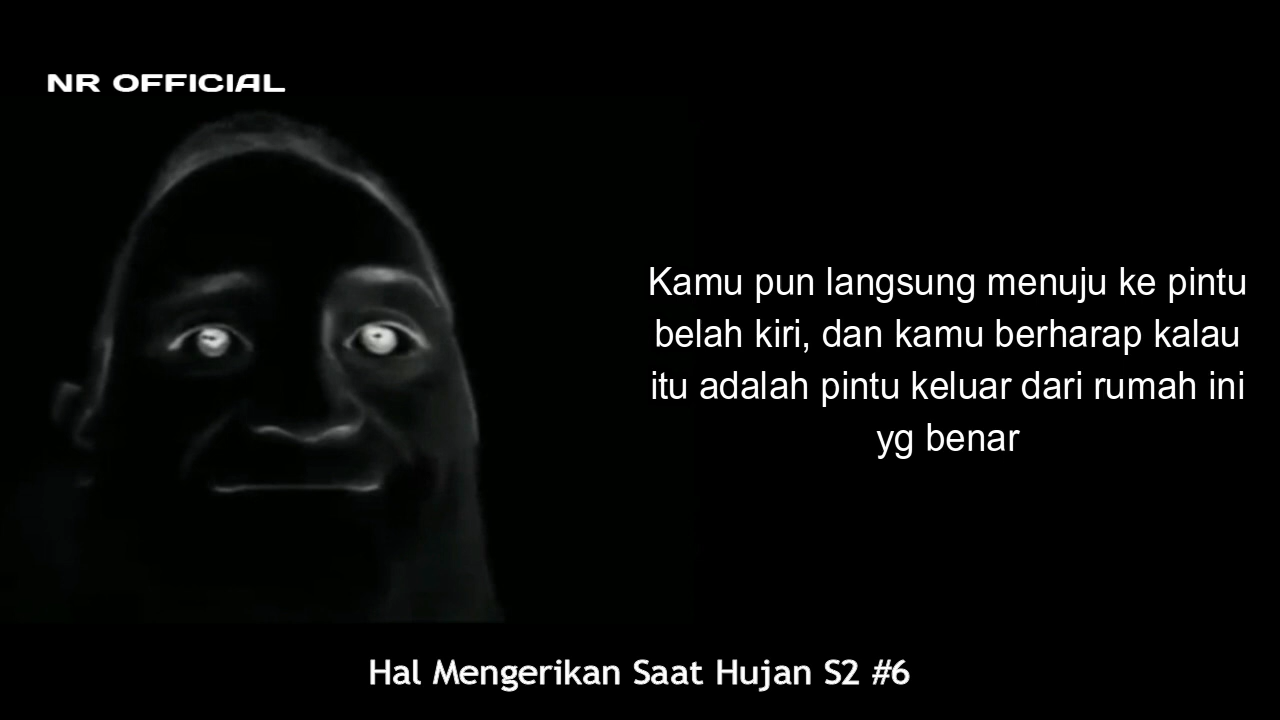 NR OFFICIAL
Kamu pun langsung menuju ke pintu
belah kiri, dan kamu berharap kalau
itu adalah pintu keluar dari rumah ini
yg benar
Hal Mengerikan Saat Hujan S2 #6